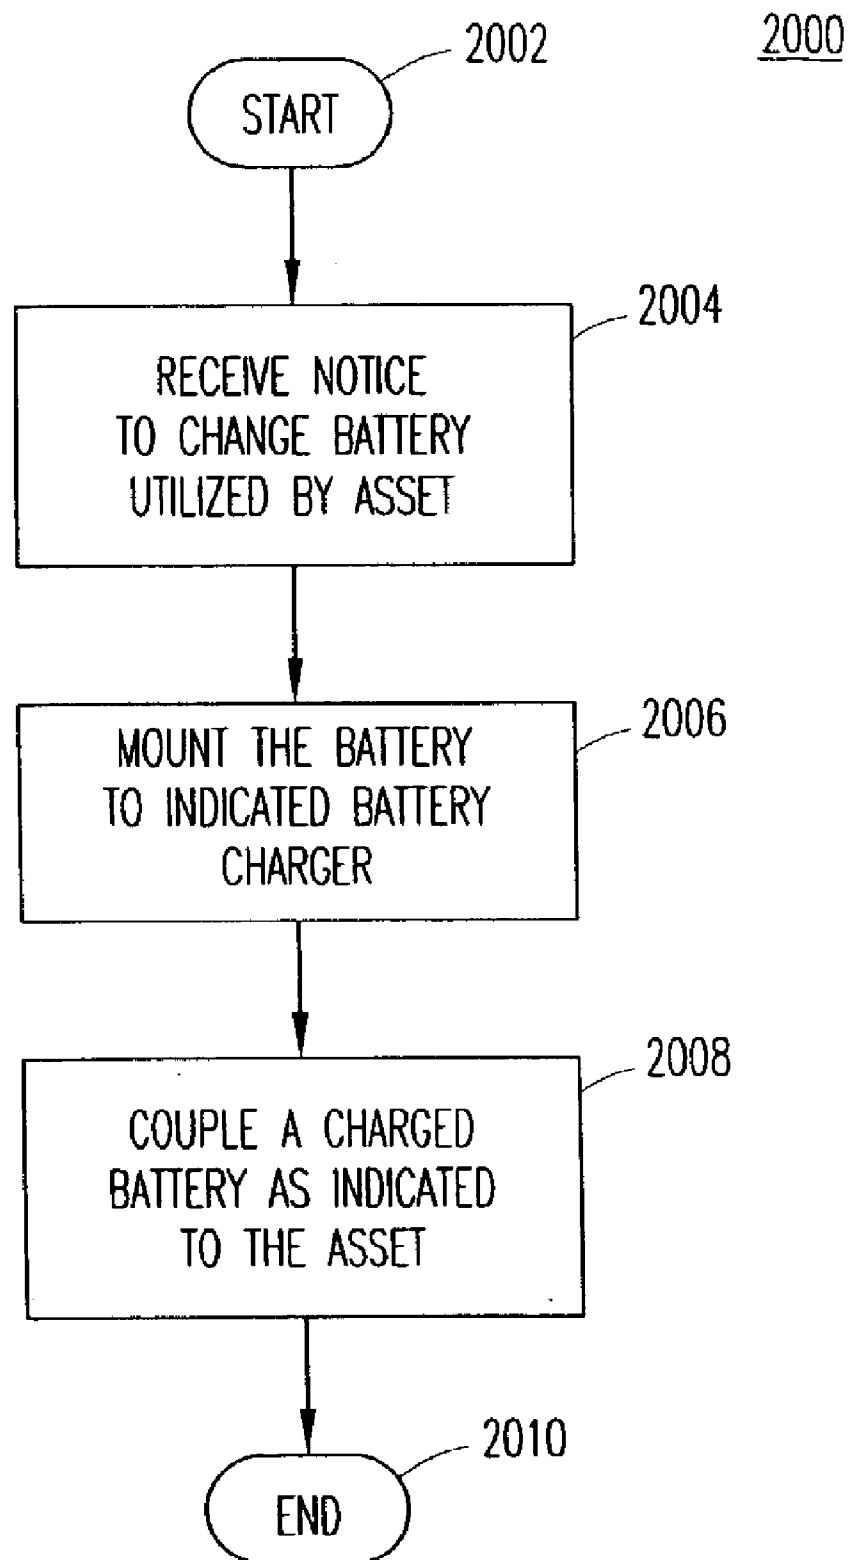 2000
2002
START
2004
RECEIVE NOTICE
TO CHANGE BATTERY
UTILIZED BY ASSET
2006
MOUNT THE BATTERY
TO INDICATED BATTERY
CHARGER
2008
COUPLE A CHARGED
BATTERY AS INDICATED
TO THE ASSET
2010
END